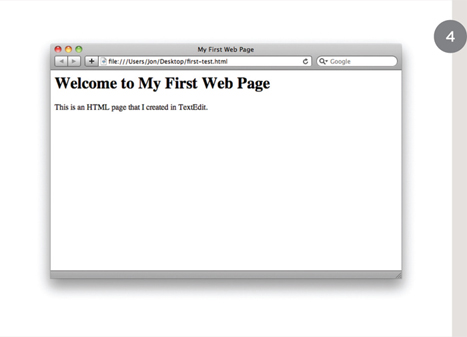 4
My First Web Page
file:///Users/jon/Desktop/first-test.html
Google
Welcome to My First Web Page
This is an HTML page that I created in TextEdit.